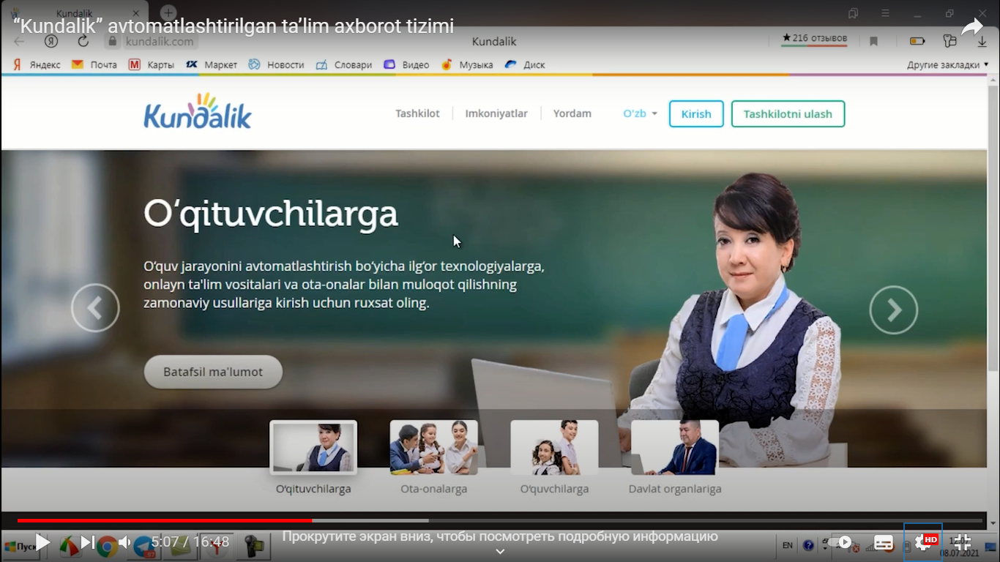 Kundalik
“Kundalik” avtomatlashtirilgan ta’lim axborot tizimi
kundalik.com
Kundalik
★216 отзывов
Яндекс Почта Карты Маркет Новости Словари Видео Музыка Диск Другие закладки
Kundalik
Tashkilot Imkoniyatlar Yordam O'zb Kirish Tashkilotni ulash
O‘qituvchilarga
O‘quv jarayonini avtomatlashtirish bo‘yicha ilg‘or texnologiyalarga,
onlayn ta'lim vositalari va ota-onalar bilan muloqot qilishning
zamonaviy usullariga kirish uchun ruxsat oling.
Batafsil ma'lumot
O‘qituvchilarga Ota-onalarga O‘quvchilarga Davlat organlariga
Прокрутите экран вниз, чтобы посмотреть подробную информацию
5:07 / 16:48
EN
HD
08.07.2021